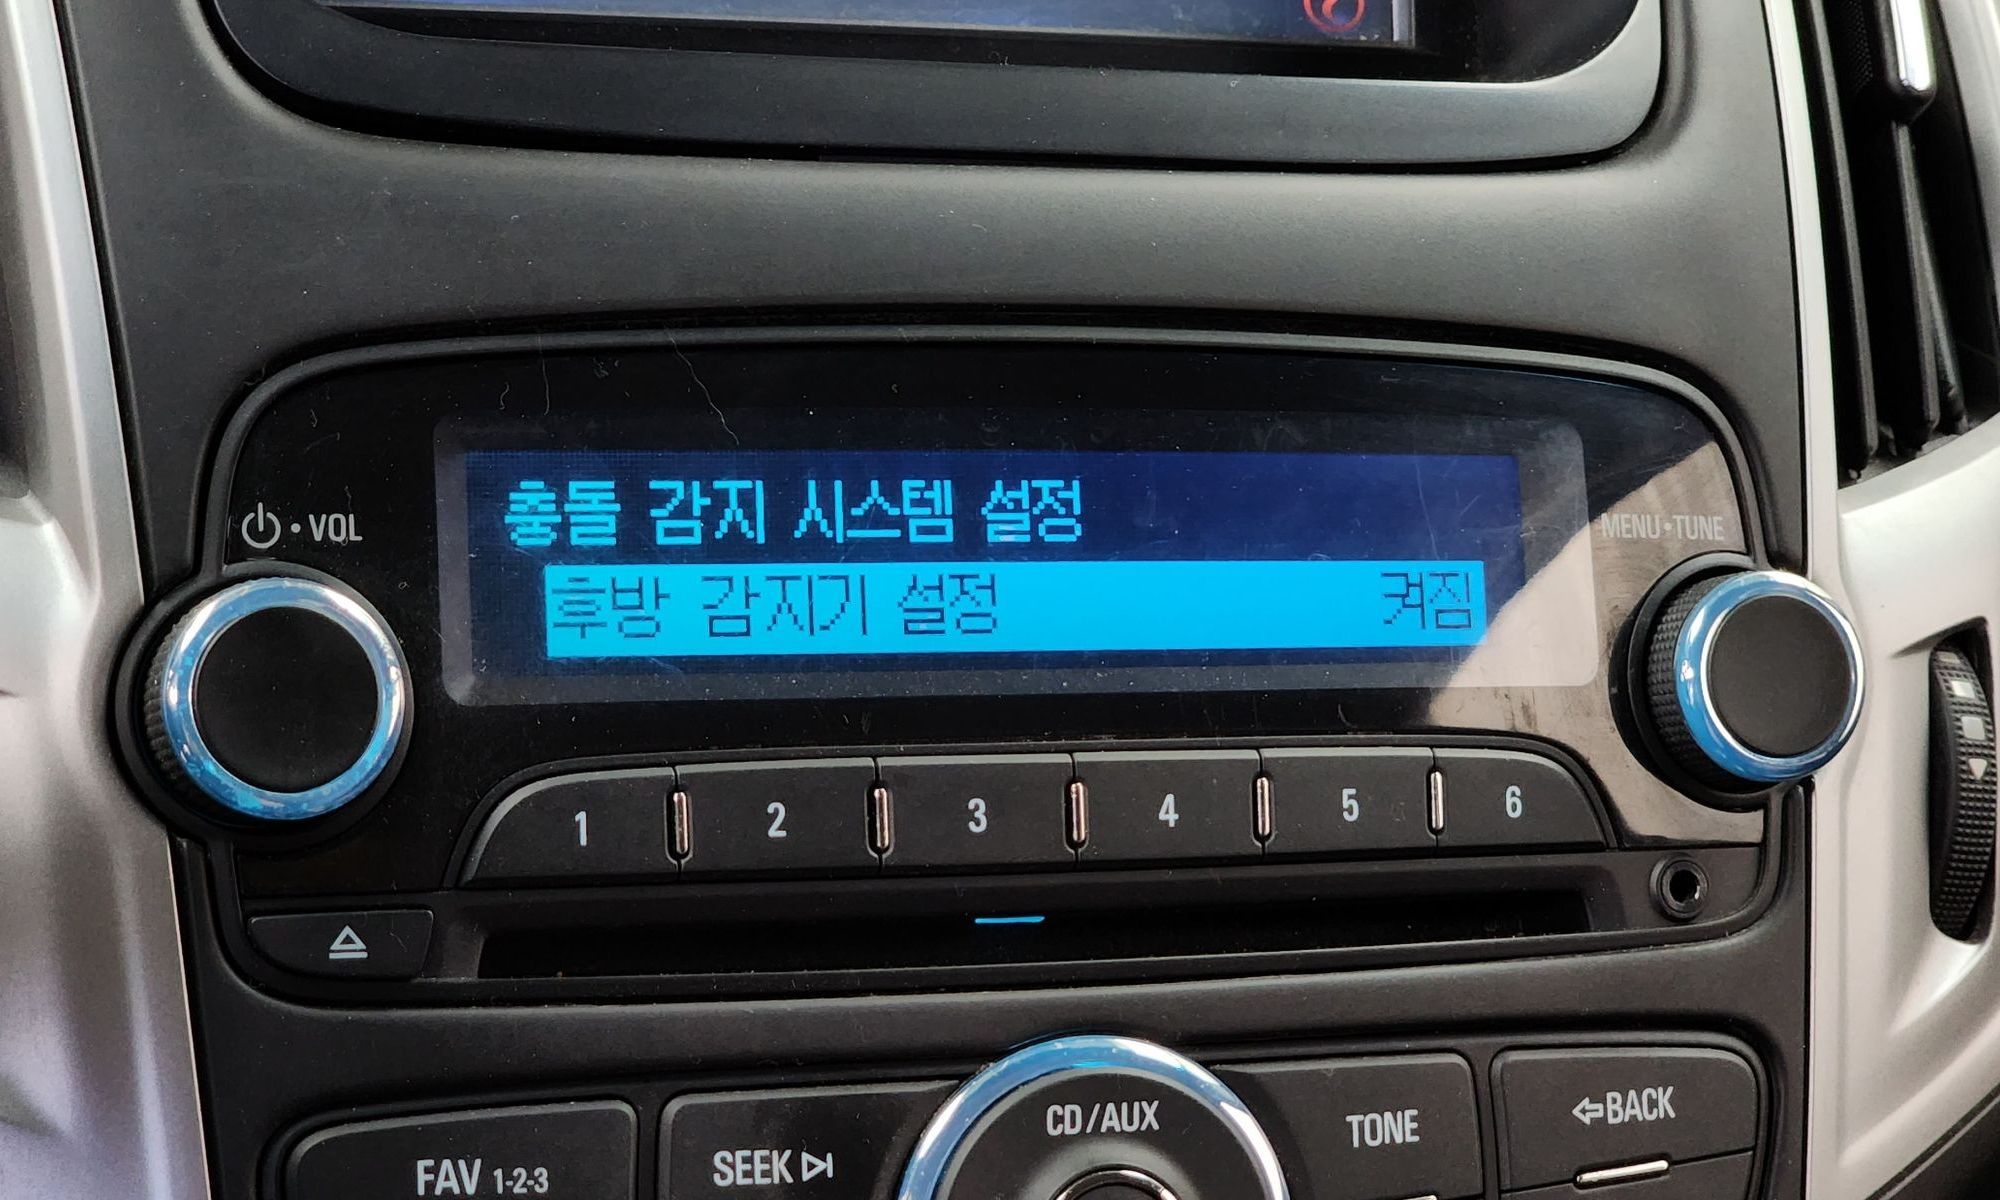 충돌 감지 시스템 설정
후방 감지기 설정 켜짐
VOL
MENU•TUNE
1 2 3 4 5 6
CD/AUX
TONE
BACK
SEEK
FAV 1-2-3